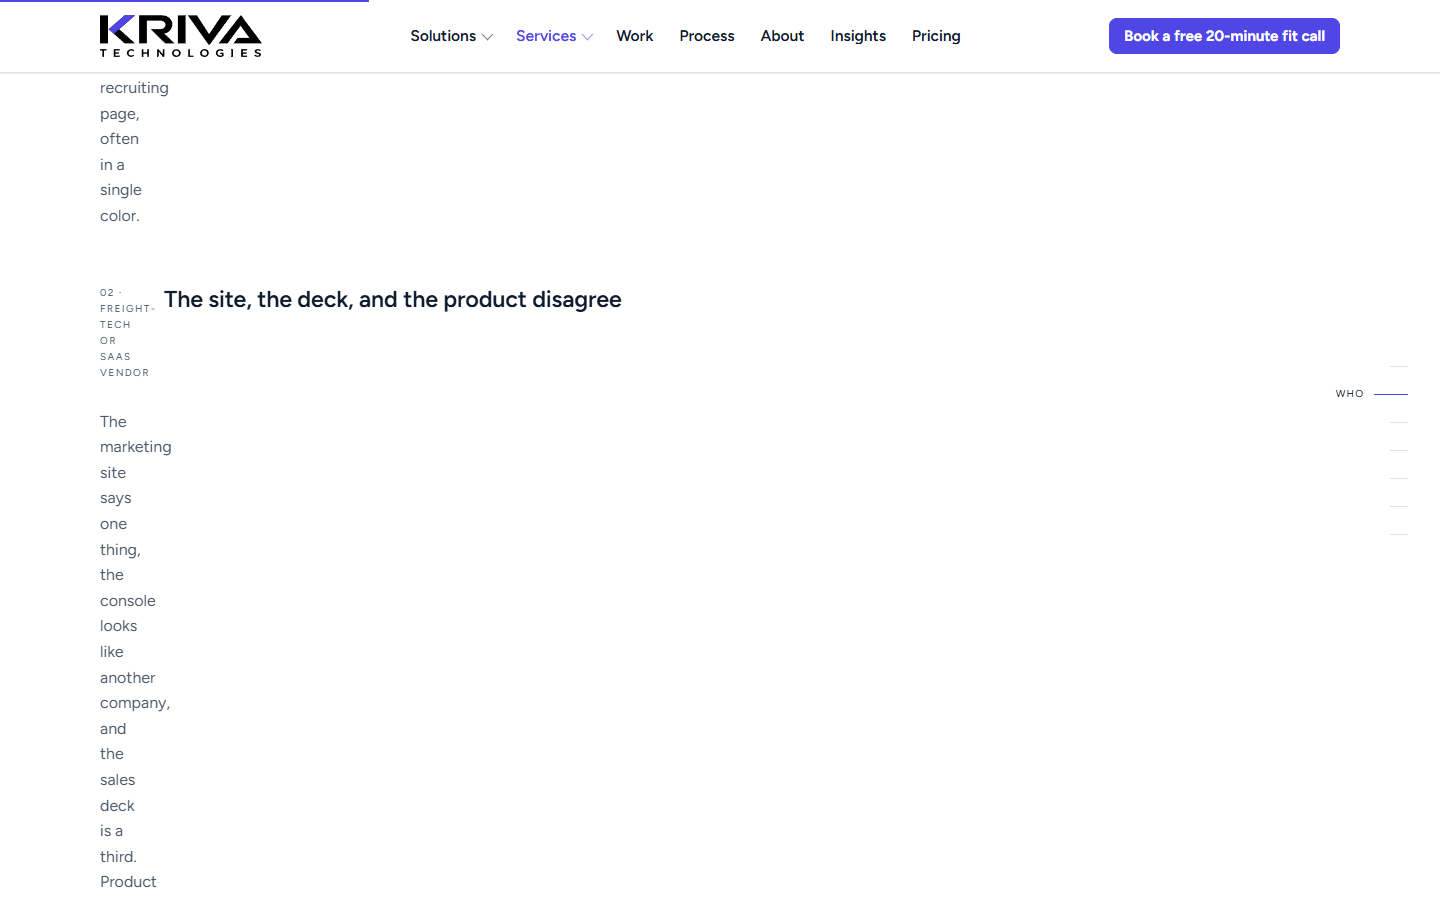 KRIVA
TECHNOLOGIES
Solutions
Services
Work
Process
About
Insights
Pricing
Book a free 20-minute fit call
recruiting
page,
often
in a
single
color.
02 ·
FREIGHT-
TECH
OR
SAAS
VENDOR
The site, the deck, and the product disagree
WHO
The
marketing
site
says
one
thing,
the
console
looks
like
another
company,
and
the
sales
deck
is a
third.
Product